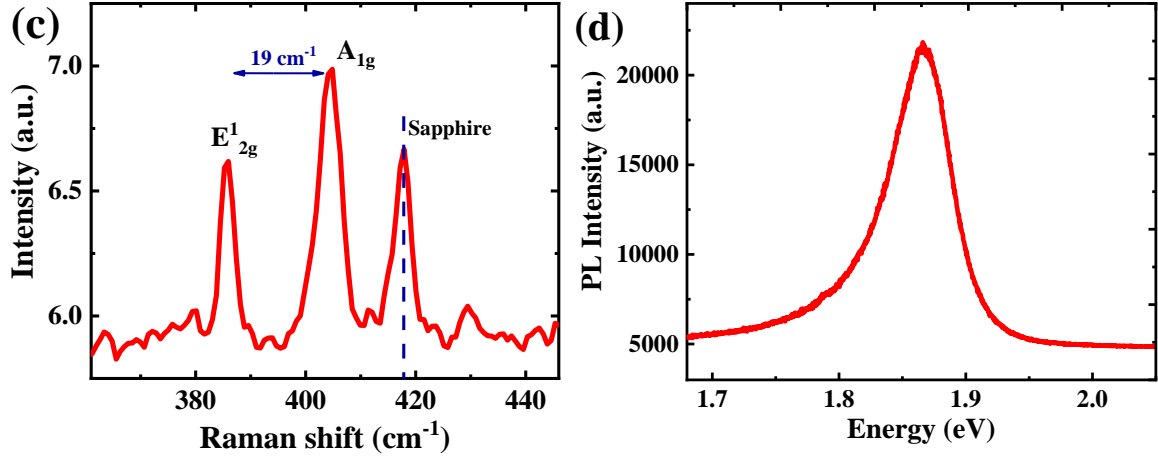 (c)
19 cm⁻¹
A₁g
E¹₂g
Sapphire
7.0
6.5
6.0
Intensity (a.u.)
380 400 420 440
Raman shift (cm⁻¹)
(d)
20000
15000
10000
5000
PL Intensity (a.u.)
1.7 1.8 1.9 2.0
Energy (eV)